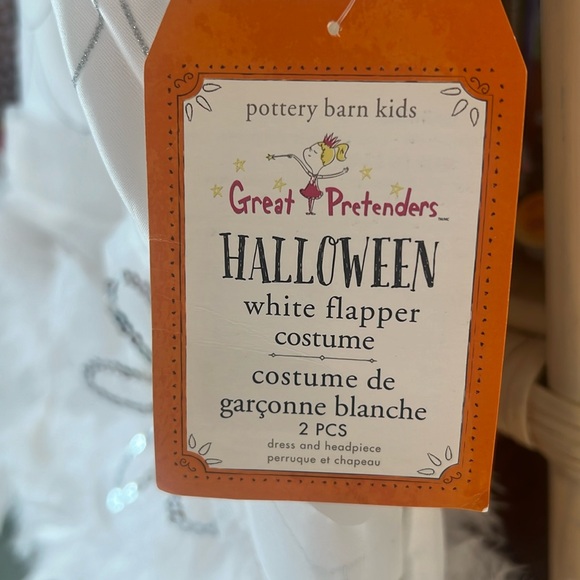 pottery barn kids
Great Pretenders™
HALLOWEEN
white flapper
costume
costume de
garçonne blanche
2 PCS
dress and headpiece
perruque et chapeau